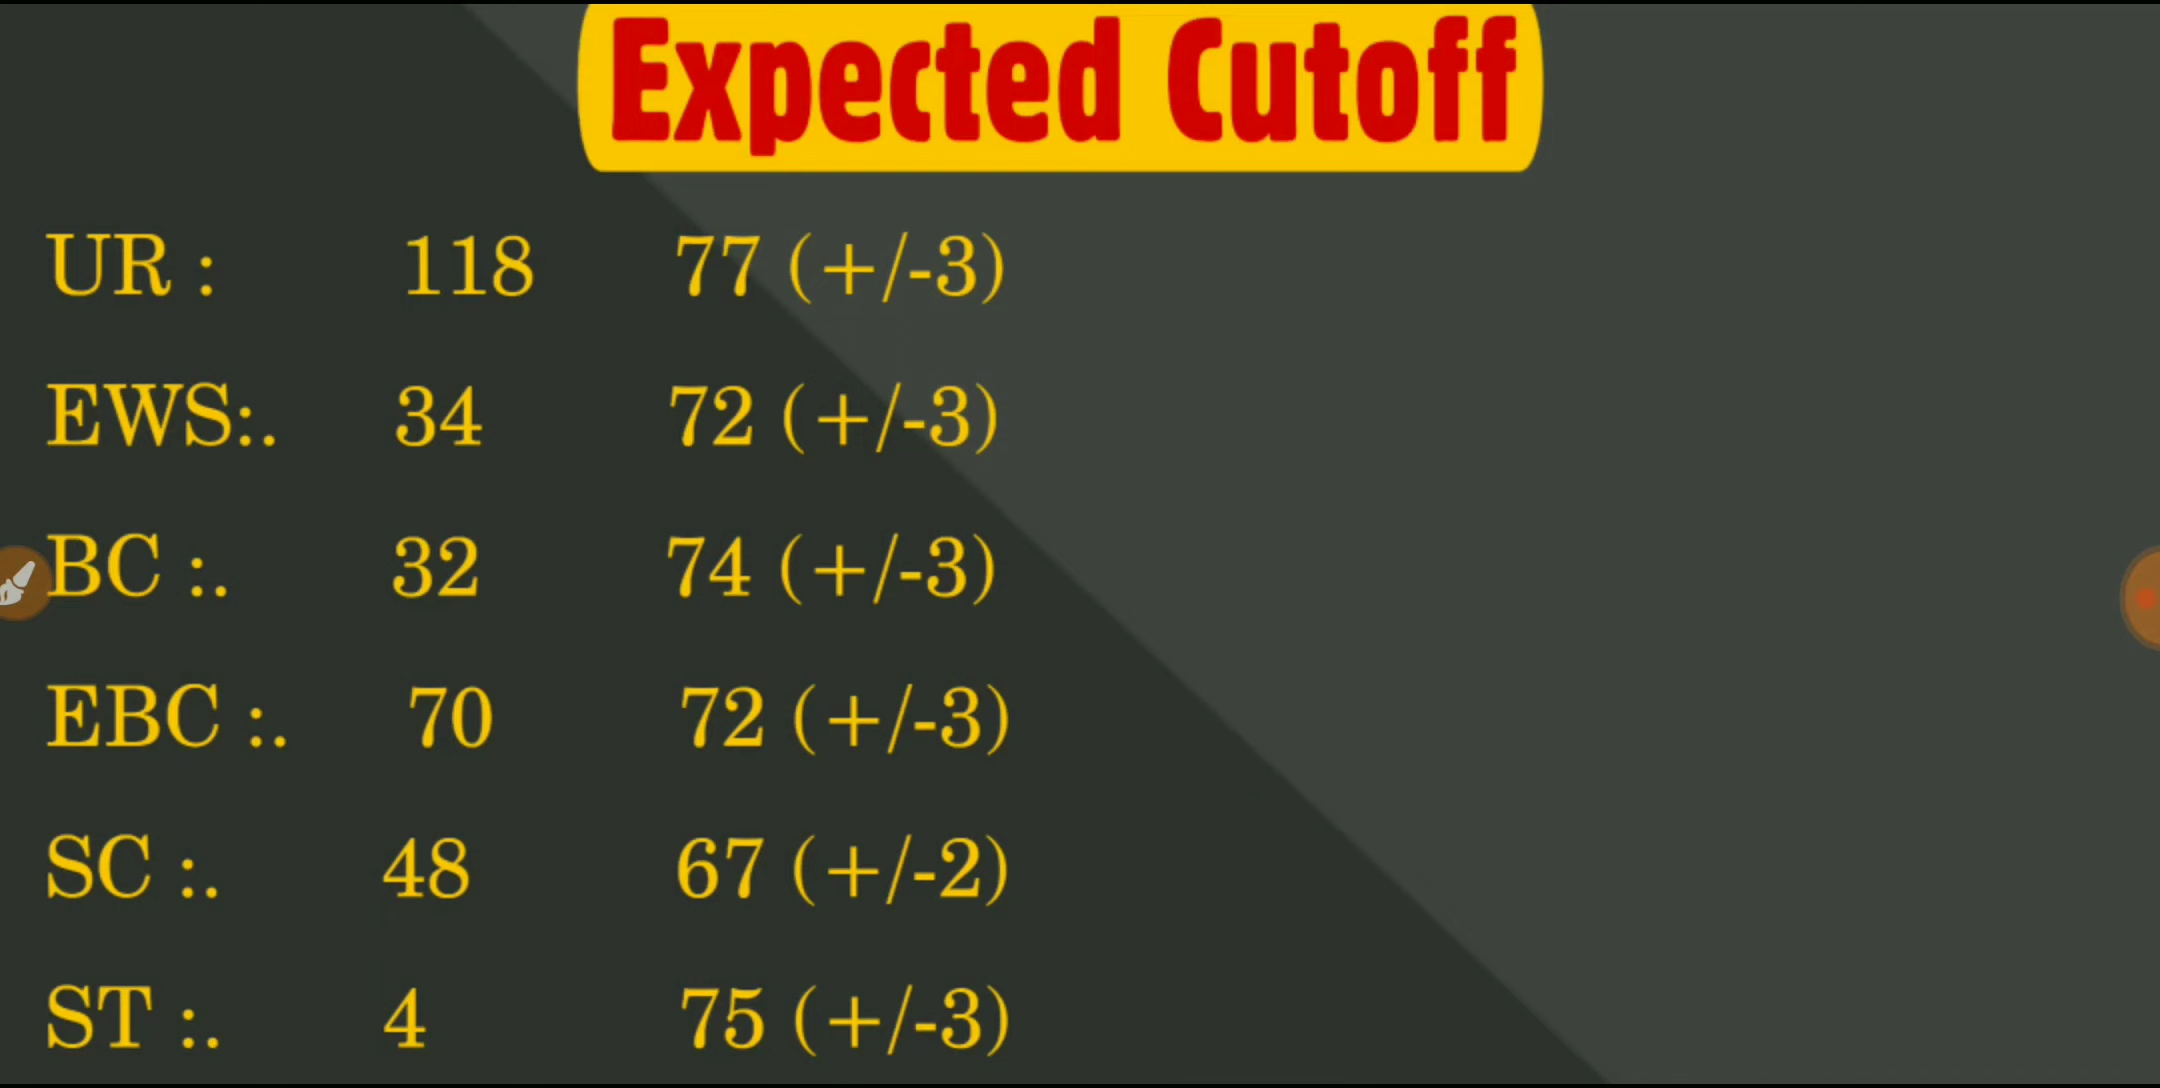 Expected Cutoff
UR : 118 77 (+/-3)
EWS:. 34 72 (+/-3)
BC :. 32 74 (+/-3)
EBC :. 70 72 (+/-3)
SC :. 48 67 (+/-2)
ST :. 4 75 (+/-3)